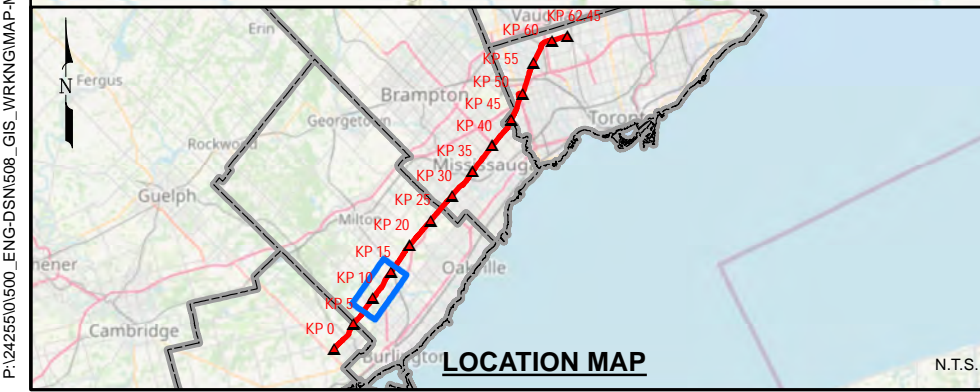 P:\24255\0\500_ENG-DSN\508_GIS_WRKNG\MAP-M
N
Erin
Fergus
Rockwood
Guelph
Georgetown
Brampton
Vaug
KP 62.45
KP 60
KP 55
KP 50
KP 45
KP 40
Toronto
KP 35
Mississauga
KP 30
KP 25
Milton
KP 20
KP 15
Oakville
KP 10
KP 5
hener
Cambridge
KP 0
Burlington
LOCATION MAP
N.T.S